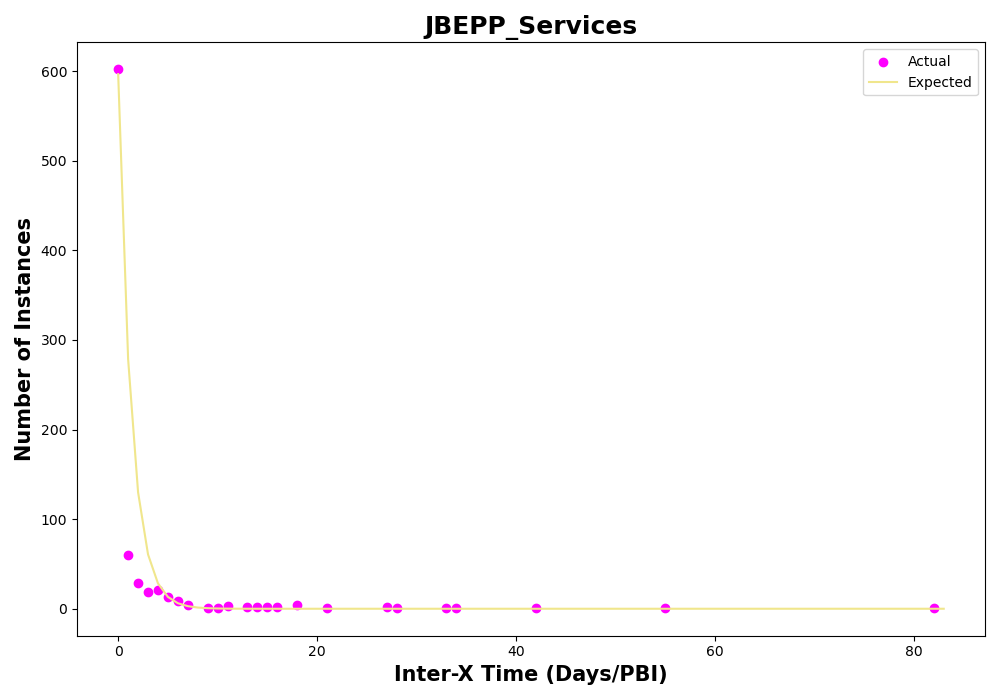 JBEPP_Services
Actual
Expected
600
500
400
300
200
100
0
Number of Instances
0 20 40 60 80
Inter-X Time (Days/PBI)